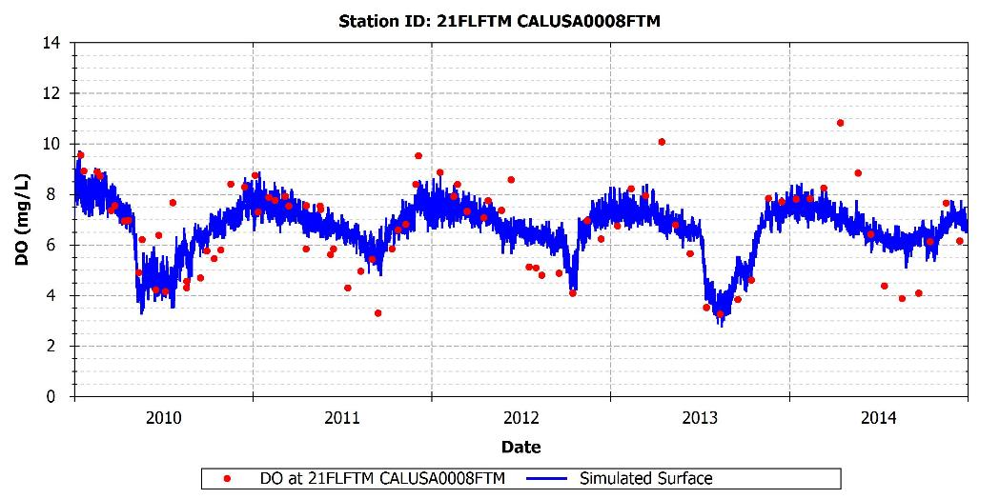 Station ID: 21FLFTM CALUSA0008FTM
14
12
10
8
6
4
2
0
DO (mg/L)
2010 2011 2012 2013 2014
Date
DO at 21FLFTM CALUSA0008FTM Simulated Surface